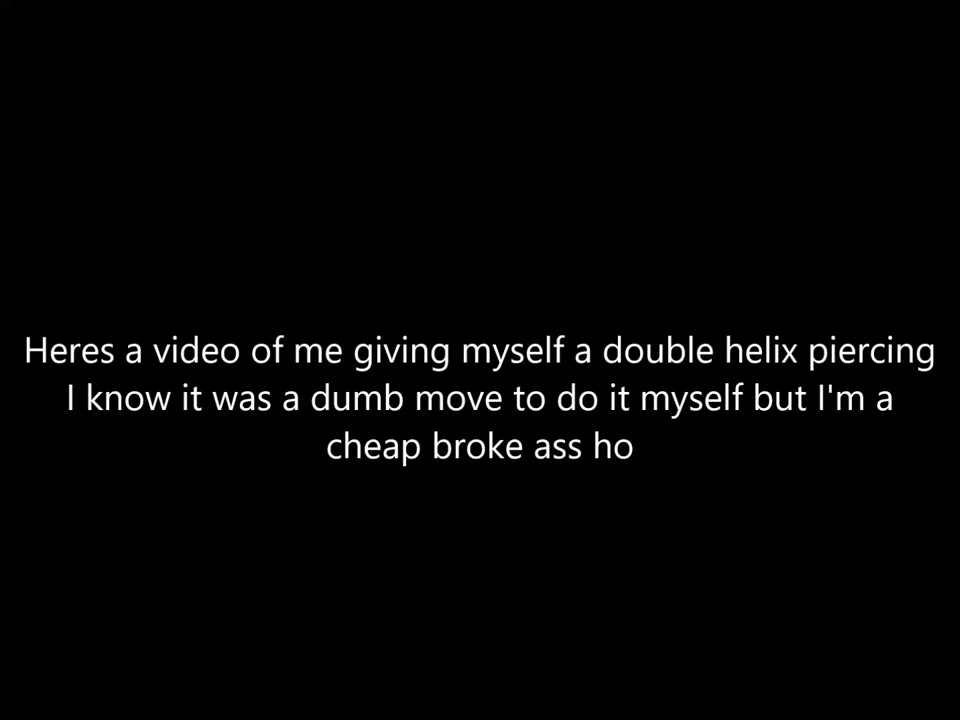 Heres a video of me giving myself a double helix piercing
I know it was a dumb move to do it myself but I'm a
cheap broke ass ho